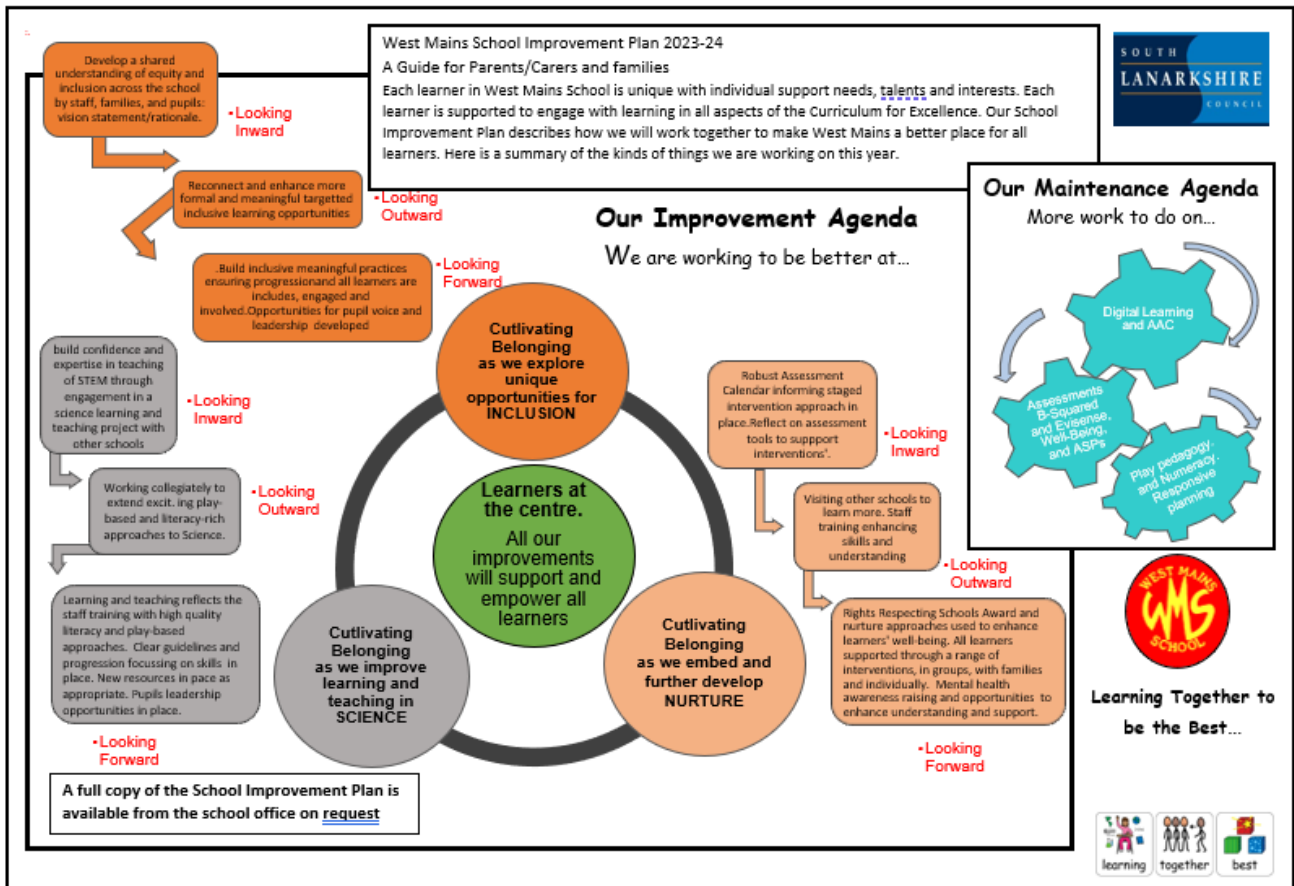 West Mains School Improvement Plan 2023-24
A Guide for Parents/Carers and families
Each learner in West Mains School is unique with individual support needs, talents and interests. Each
learner is supported to engage with learning in all aspects of the Curriculum for Excellence. Our School
Improvement Plan describes how we will work together to make West Mains a better place for all
learners. Here is a summary of the kinds of things we are working on this year.
SOUTH
LANARKSHIRE
COUNCIL
Develop a shared
understanding of equity and
inclusion across the school
by staff, families, and pupils:
vision statement/rationale.
•Looking
Inward
Reconnect and enhance more
formal and meaningful targetted
inclusive learning opportunities
•Looking
Outward
.Build inclusive meaningful practices
ensuring progressionand all learners are
includes, engaged and
involved.Opportunities for pupil voice and
leadership developed
•Looking
Forward
Our Improvement Agenda
We are working to be better at...
Our Maintenance Agenda
More work to do on...
Digital Learning
and AAC
Assessments
B-Squared
and Evisense,
Well-Being,
and ASPs
Play pedagogy.
and Numeracy.
Responsive
planning
Cutlivating
Belonging
as we explore
unique
opportunities for
INCLUSION
Learners at
the centre.
All our
improvements
will support and
empower all
learners
Cutlivating
Belonging
as we improve
learning and
teaching in
SCIENCE
Cutlivating
Belonging
as we embed and
further develop
NURTURE
build confidence and
expertise in teaching
of STEM through
engagement in a
science learning and
teaching project with
other schools
•Looking
Inward
Working collegiately to
extend excit. ing play-
based and literacy-rich
approaches to Science.
•Looking
Outward
Learning and teaching reflects the
staff training with high quality
literacy and play-based
approaches. Clear guidelines and
progression focussing on skills in
place. New resources in pace as
appropriate. Pupils leadership
opportunities in place.
•Looking
Forward
Robust Assessment
Calendar informing staged
intervention approach in
place.Reflect on assessment
tools to suppport
interventions'.
•Looking
Inward
Visiting other schools to
learn more. Staff
training enhancing
sikills and
understanding
•Looking
Outward
Rights Respecting Schools Award and
nurture approaches used to enhance
learners' well-being. All learners
supported through a range of
interventions, in groups, with families
and individually. Mental health
awareness raising and opportunities to
enhance understanding and support.
•Looking
Forward
A full copy of the School Improvement Plan is
available from the school office on request
WEST MAINS
WMS
SCHOOL
Learning Together to
be the Best...
learning
together
best